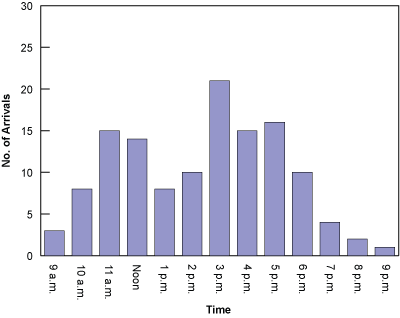 30
25
20
15
10
5
0
No. of Arrivals
9 a.m.
10 a.m.
11 a.m.
Noon
1 p.m.
2 p.m.
3 p.m.
4 p.m.
5 p.m.
6 p.m.
7 p.m.
8 p.m.
9 p.m.
Time